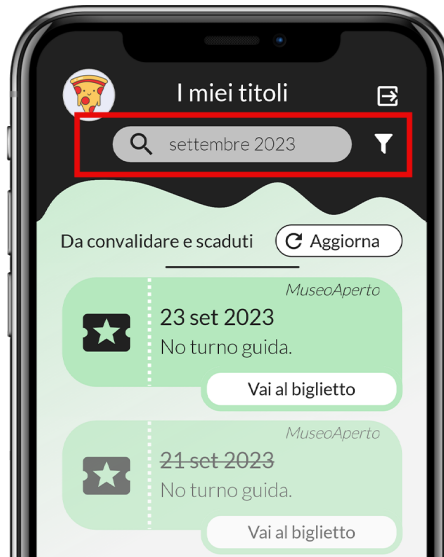 I miei titoli
settembre 2023
Da convalidare e scaduti
Aggiorna
MuseoAperto
23 set 2023
No turno guida.
Vai al biglietto
MuseoAperto
21 set 2023
No turno guida.
Vai al biglietto